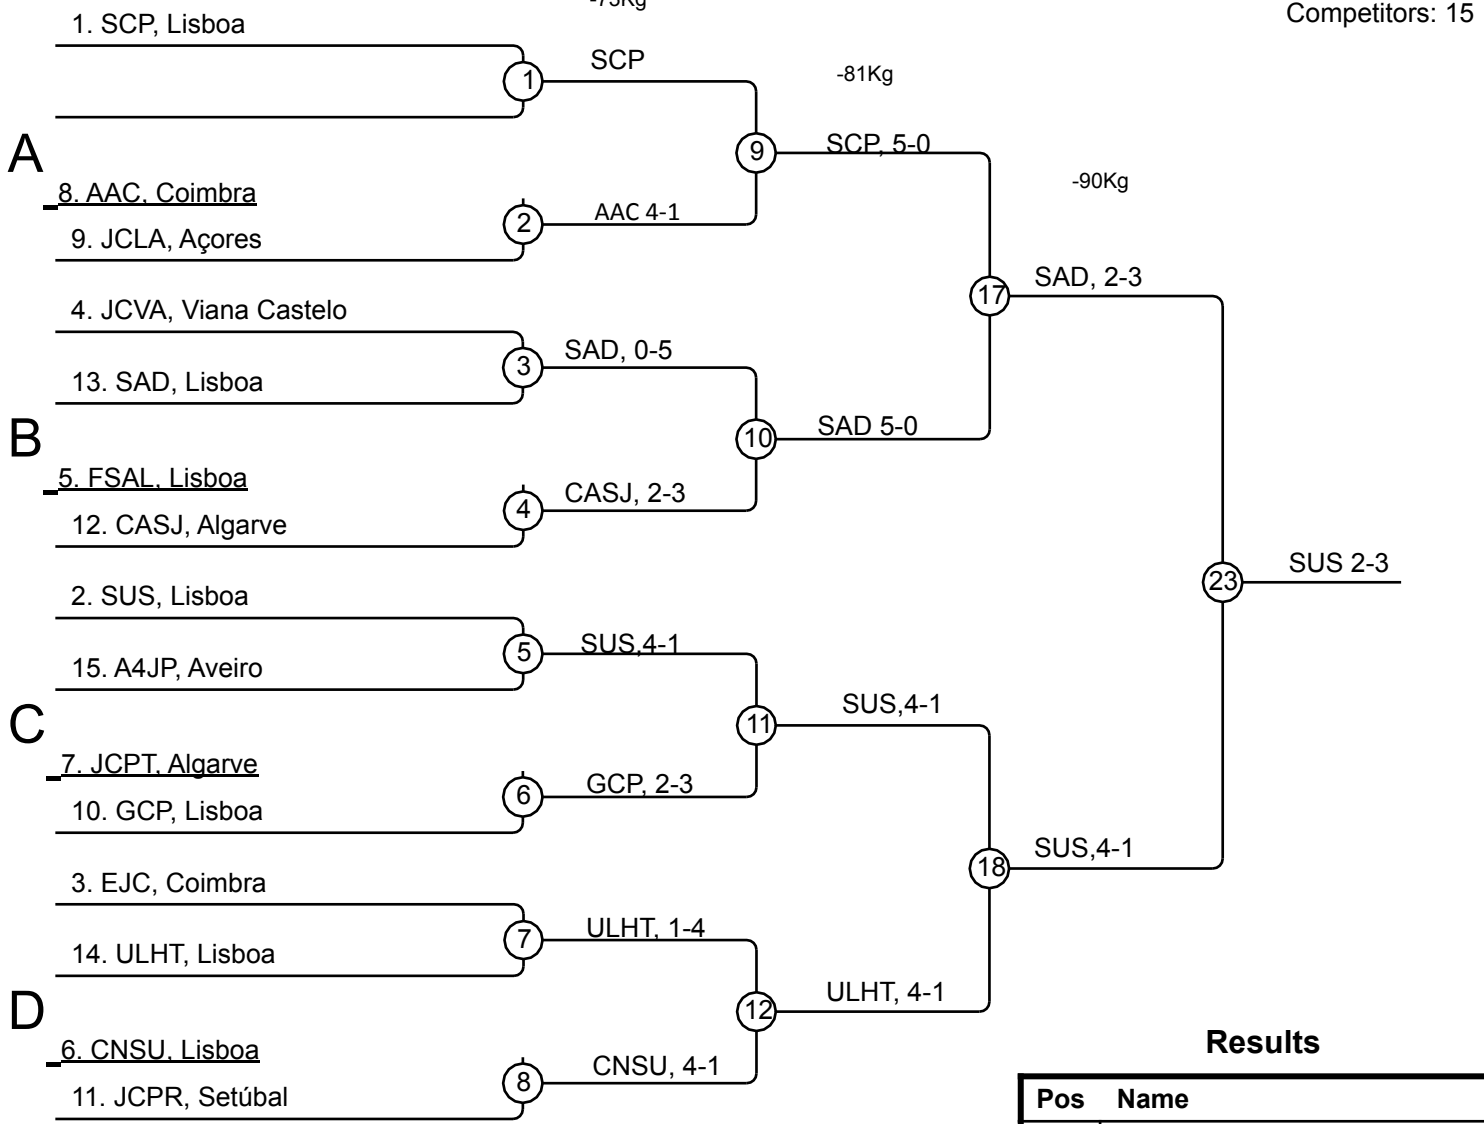 -73Kg
Competitors: 15
1. SCP, Lisboa
SCP
1
-81Kg
A
9
SCP, 5-0
-90Kg
8. AAC, Coimbra
2
AAC 4-1
9. JCLA, Açores
17
SAD, 2-3
4. JCVA, Viana Castelo
3
SAD, 0-5
13. SAD, Lisboa
B
10
SAD 5-0
5. FSAL, Lisboa
4
CASJ, 2-3
12. CASJ, Algarve
23
SUS 2-3
2. SUS, Lisboa
5
SUS,4-1
15. A4JP, Aveiro
C
11
SUS,4-1
7. JCPT, Algarve
6
GCP, 2-3
10. GCP, Lisboa
18
SUS,4-1
3. EJC, Coimbra
7
ULHT, 1-4
14. ULHT, Lisboa
D
12
ULHT, 4-1
6. CNSU, Lisboa
8
CNSU, 4-1
11. JCPR, Setúbal
Results
Pos Name